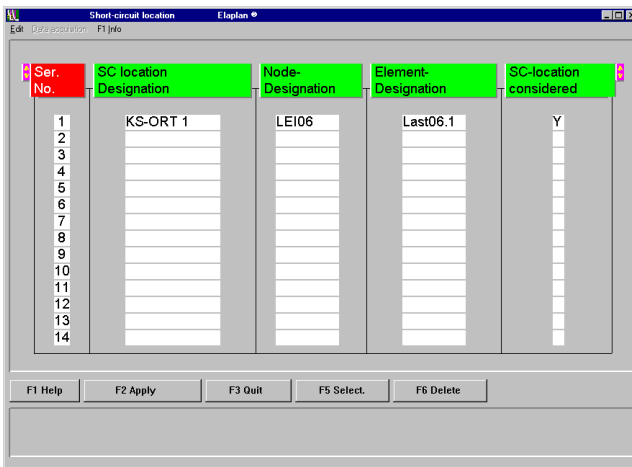 Short-circuit location Elaplan ®
Edit Data acquisition F1 Info
Ser. No.
SC location Designation
Node- Designation
Element- Designation
SC-location considered
1 KS-ORT 1 LEI06 Last06.1 Y
2
3
4
5
6
7
8
9
10
11
12
13
14
F1 Help F2 Apply F3 Quit F5 Select. F6 Delete